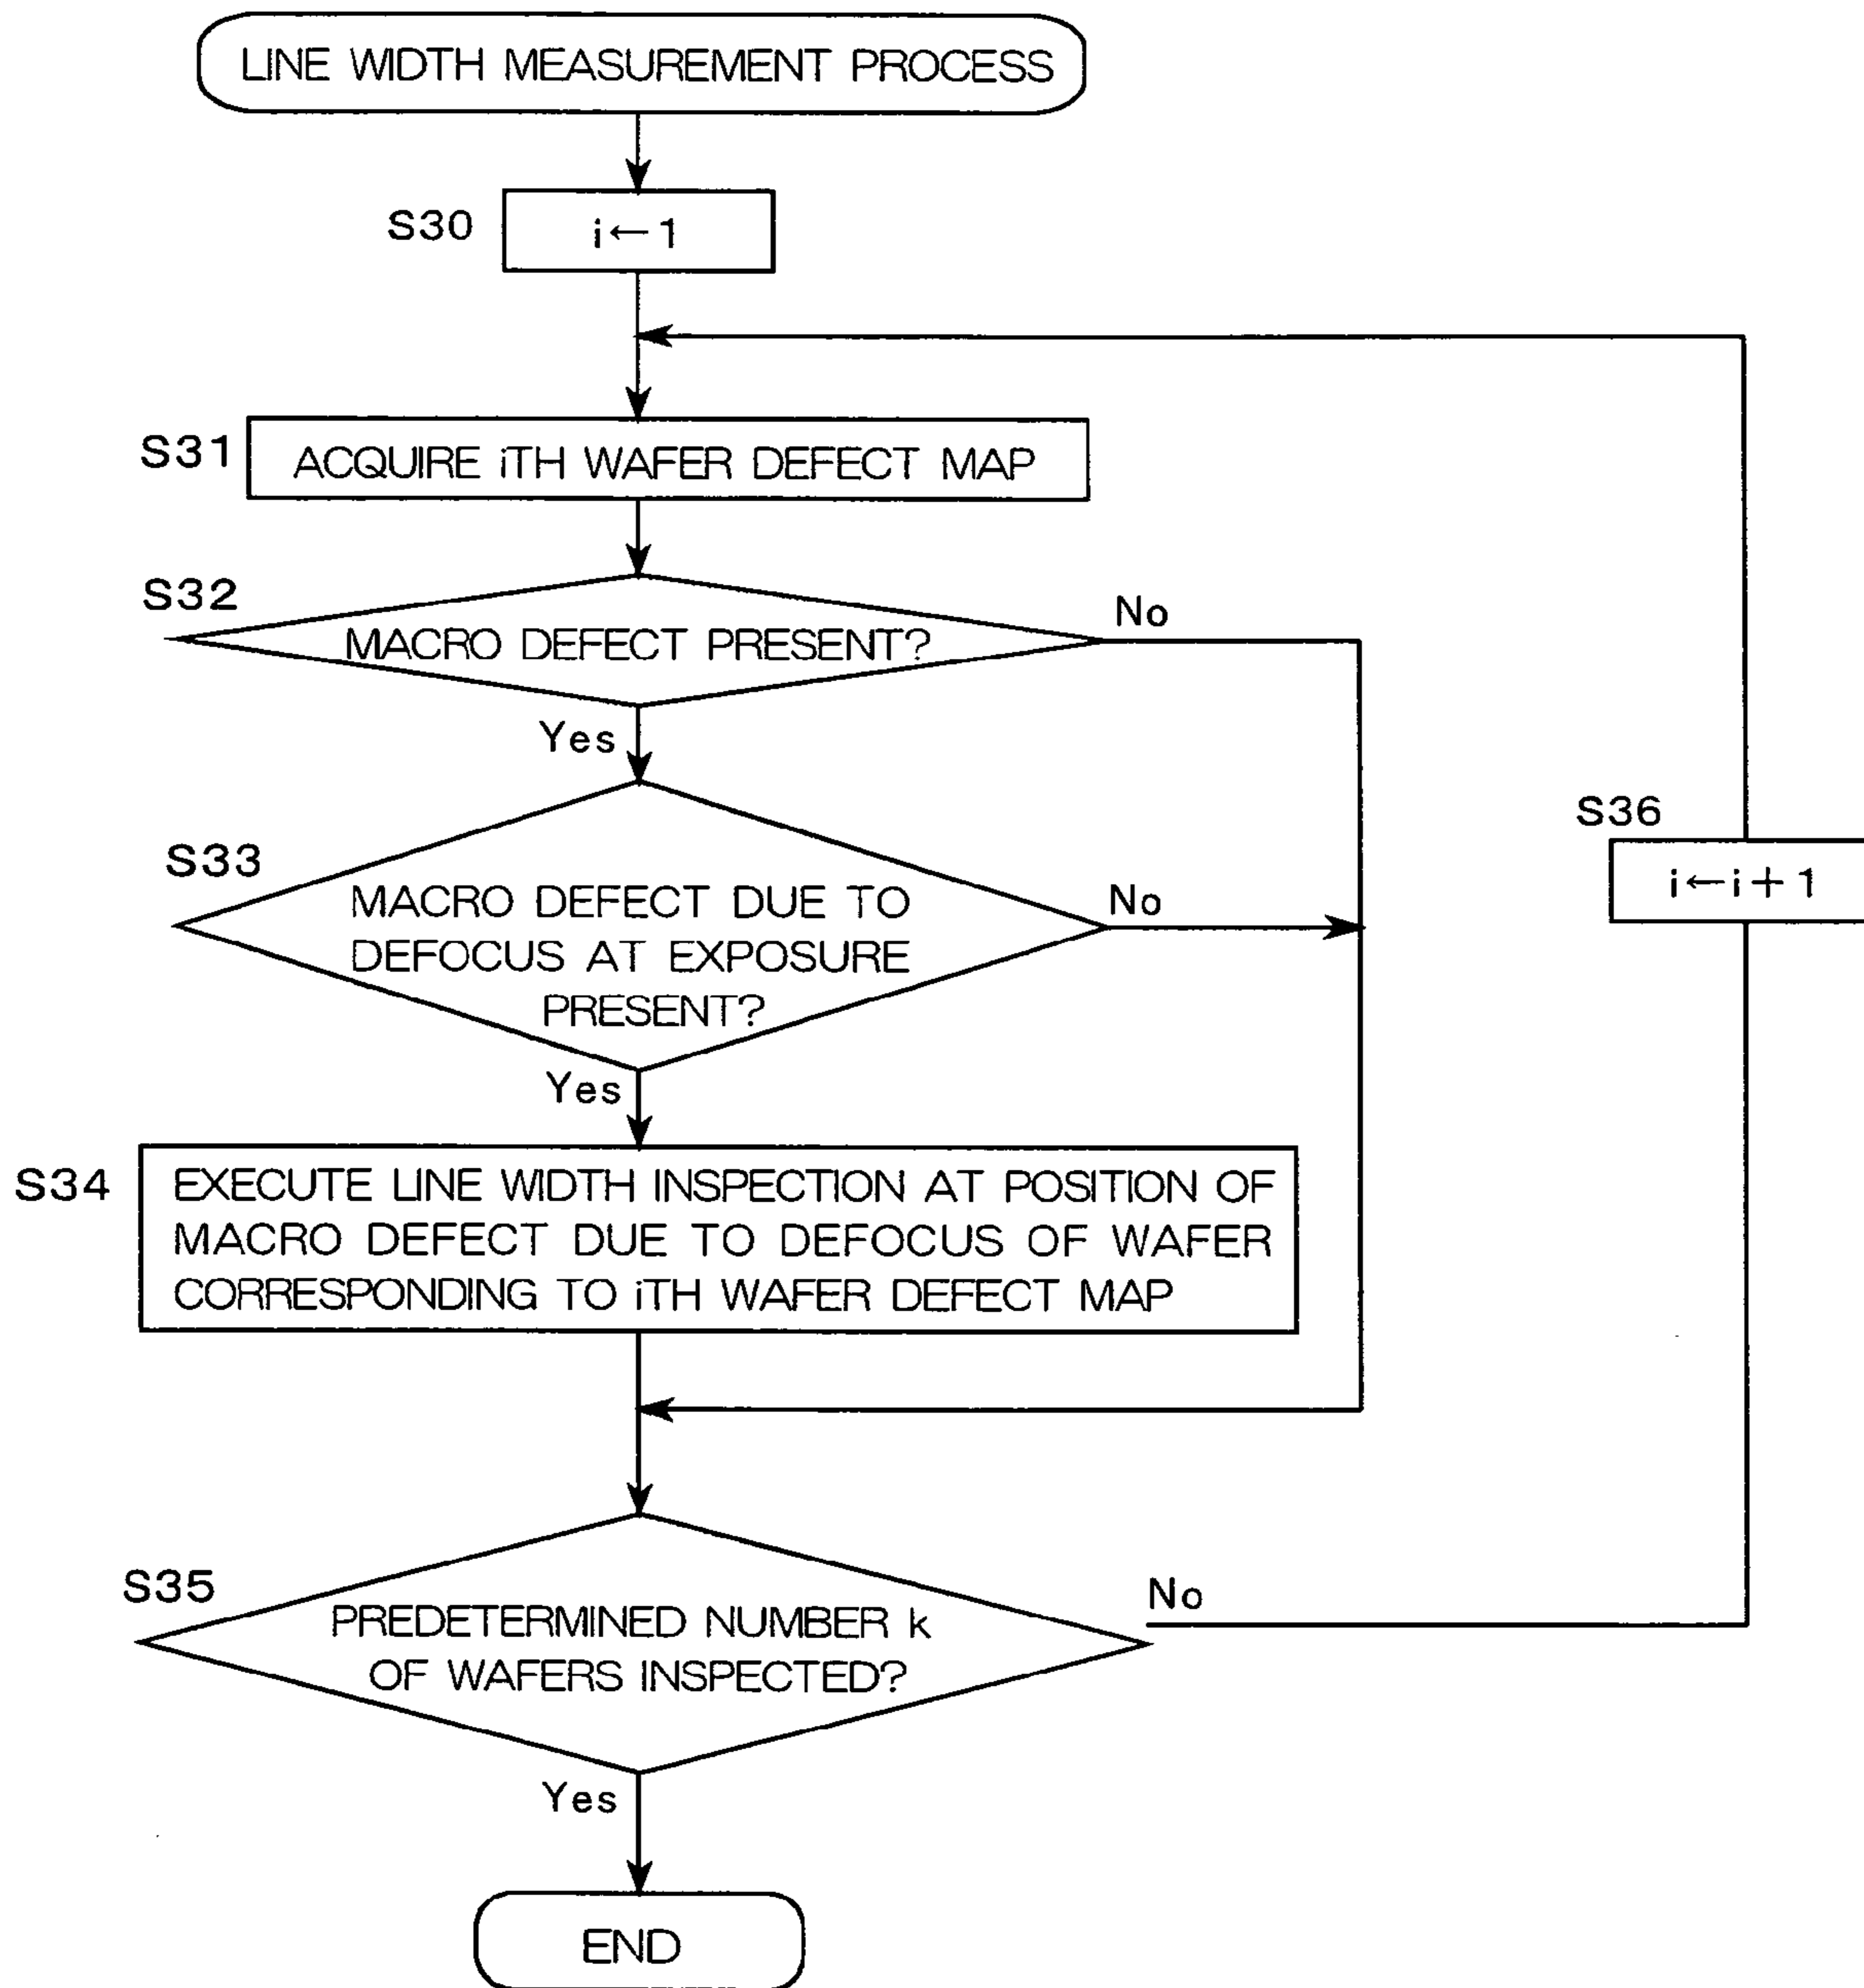 LINE WIDTH MEASUREMENT PROCESS
S30
i←1
S31
ACQUIRE iTH WAFER DEFECT MAP
S32
MACRO DEFECT PRESENT?
No
Yes
S33
MACRO DEFECT DUE TO
DEFOCUS AT EXPOSURE
PRESENT?
No
S36
i←i+1
Yes
S34
EXECUTE LINE WIDTH INSPECTION AT POSITION OF
MACRO DEFECT DUE TO DEFOCUS OF WAFER
CORRESPONDING TO iTH WAFER DEFECT MAP
S35
PREDETERMINED NUMBER k
OF WAFERS INSPECTED?
No
Yes
END